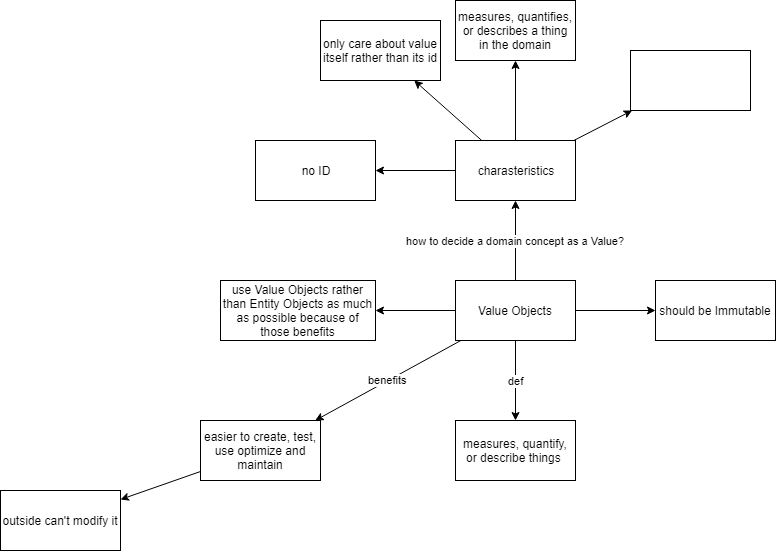 measures, quantifies,
or describes a thing
in the domain
only care about value
itself rather than its id
no ID
charasteristics
how to decide a domain concept as a Value?
use Value Objects rather
than Entity Objects as much
as possible because of
those benefits
Value Objects
should be Immutable
benefits
def
easier to create, test,
use optimize and
maintain
measures, quantify,
or describe things
outside can't modify it